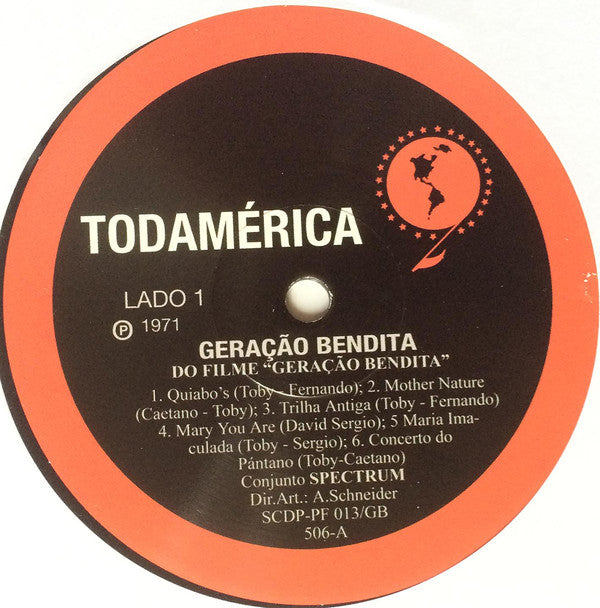 TODAMÉRICA
LADO 1
Ⓟ 1971
GERAÇÃO BENDITA
DO FILME “GERAÇÃO BENDITA”
1. Quiabo's (Toby - Fernando); 2. Mother Nature
(Caetano - Toby); 3. Trilha Antiga (Toby - Fernando)
4. Mary You Are (David Sergio); 5 Maria Ima-
culada (Toby - Sergio); 6. Concerto do
Pántano (Toby-Caetano)
Conjunto SPECTRUM
Dir.Art.: A.Schneider
SCDP-PF 013/GB
506-A